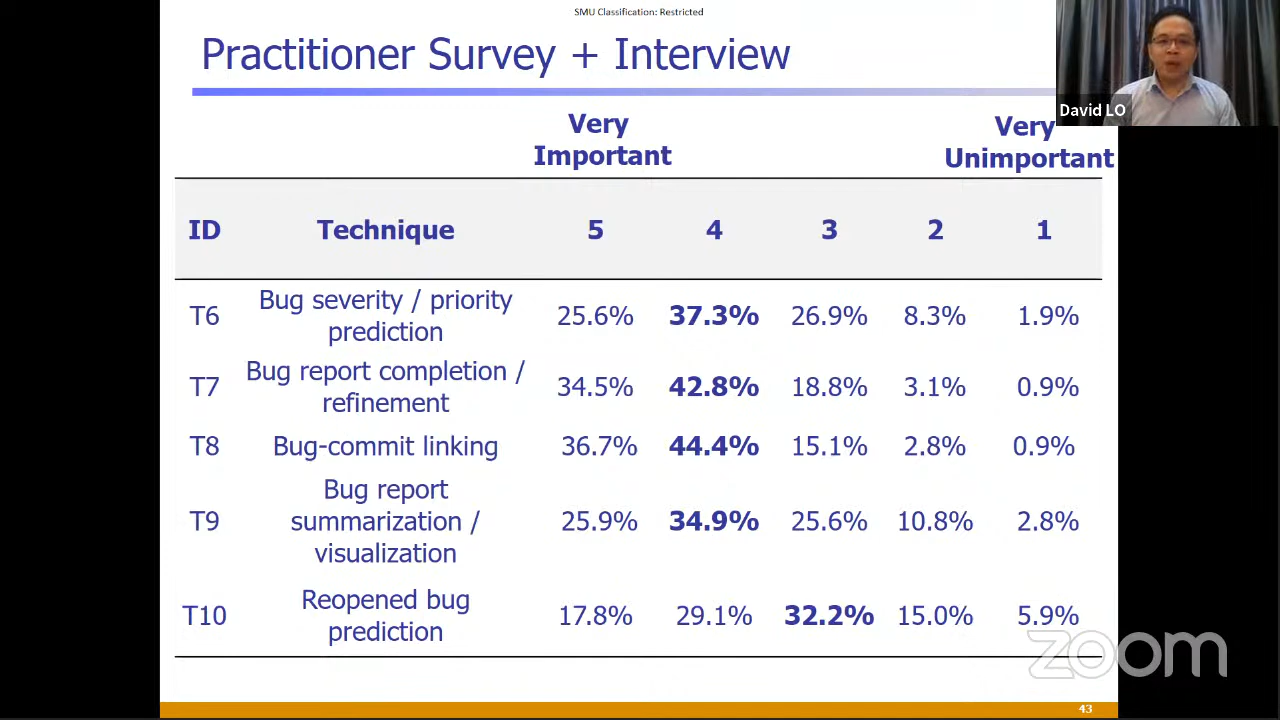 SMU Classification: Restricted
Practitioner Survey + Interview
David LO
Very
Important
Very
Unimportant
ID Technique 5 4 3 2 1
T6 Bug severity / priority
prediction 25.6% 37.3% 26.9% 8.3% 1.9%
T7 Bug report completion /
refinement 34.5% 42.8% 18.8% 3.1% 0.9%
T8 Bug-commit linking 36.7% 44.4% 15.1% 2.8% 0.9%
T9 Bug report
summarization /
visualization 25.9% 34.9% 25.6% 10.8% 2.8%
T10 Reopened bug
prediction 17.8% 29.1% 32.2% 15.0% 5.9%
zoom
43